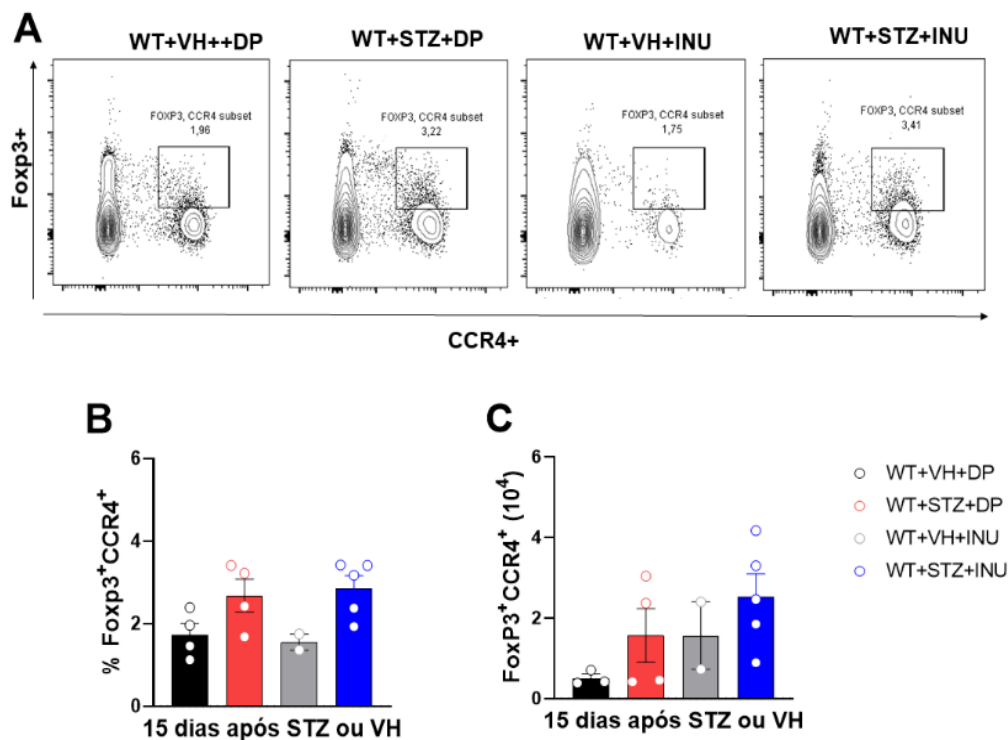 A
WT+VH++DP
WT+STZ+DP
WT+VH+INU
WT+STZ+INU
Foxp3+
FOXP3, CCR4 subset
1,96
FOXP3, CCR4 subset
3,22
FOXP3, CCR4 subset
1,75
FOXP3, CCR4 subset
3,41
CCR4+
B
% Foxp3⁺CCR4⁺
6
4
2
0
15 dias após STZ ou VH
C
FoxP3⁺CCR4⁺ (10⁴)
6
4
2
0
15 dias após STZ ou VH
WT+VH+DP
WT+STZ+DP
WT+VH+INU
WT+STZ+INU